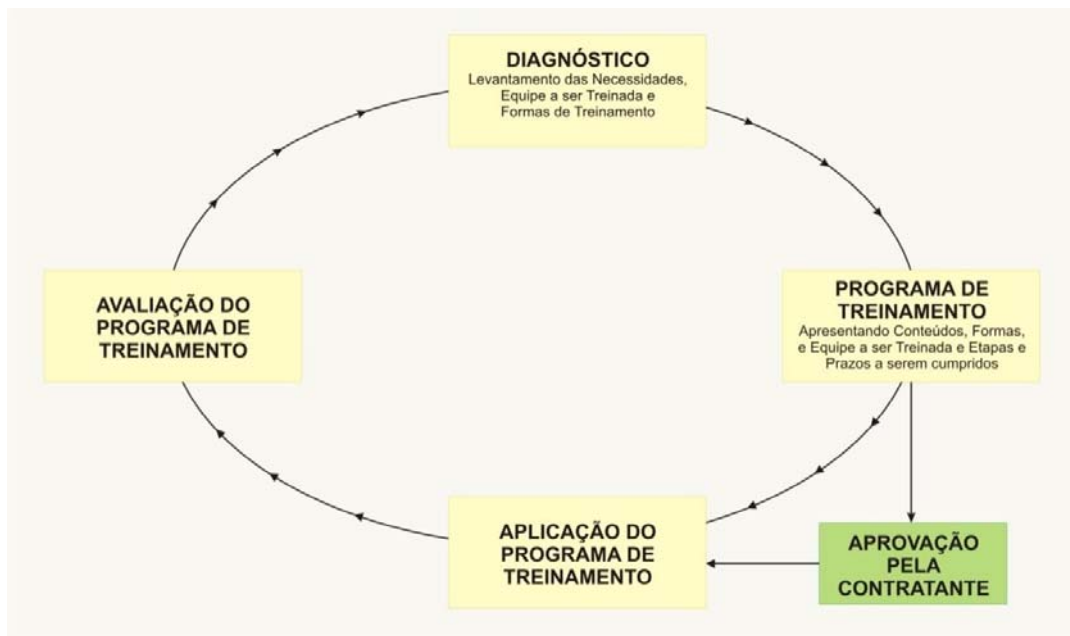 DIAGNÓSTICO
Levantamento das Necessidades,
Equipe a ser Treinada e
Formas de Treinamento
PROGRAMA DE
TREINAMENTO
Apresentando Conteúdos, Formas,
e Equipe a ser Treinada e Etapas e
Prazos a serem cumpridos
AVALIAÇÃO DO
PROGRAMA DE
TREINAMENTO
APLICAÇÃO DO
PROGRAMA DE
TREINAMENTO
APROVAÇÃO
PELA
CONTRATANTE